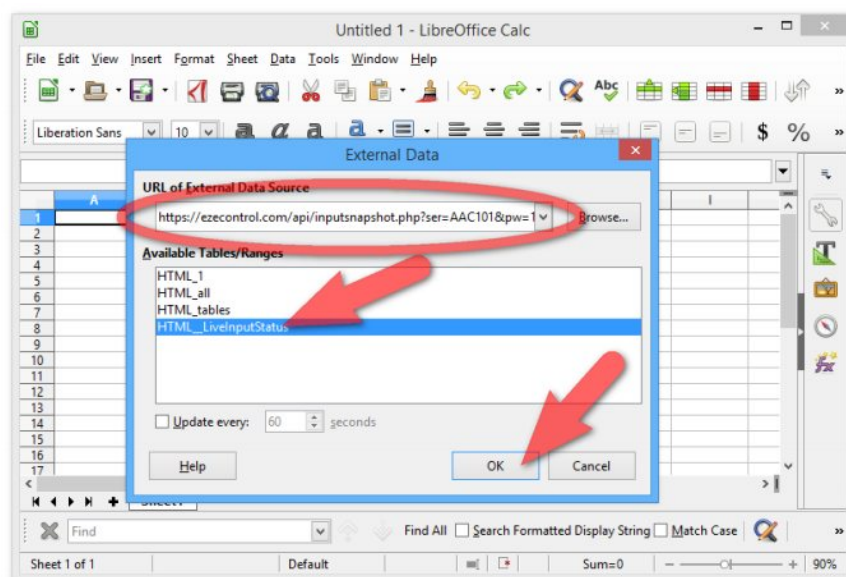 Untitled 1 - LibreOffice Calc
File Edit View Insert Format Sheet Data Tools Window Help
Abc
»
Liberation Sans 10 a a a a $ % »
External Data
URL of External Data Source
https://ezecontrol.com/api/inputsnapshot.php?ser=AAC101&pw=1
Browse...
Available Tables/Ranges
HTML_1
HTML_all
HTML_tables
HTML__LiveInputStatus
Update every: 60 seconds
Help OK Cancel
A I
1
2
3
4
5
6
7
8
9
10
11
12
13
14
15
16
17
Sheet1
Find Find All Search Formatted Display String Match Case »
Sheet 1 of 1 Default Sum=0 90%